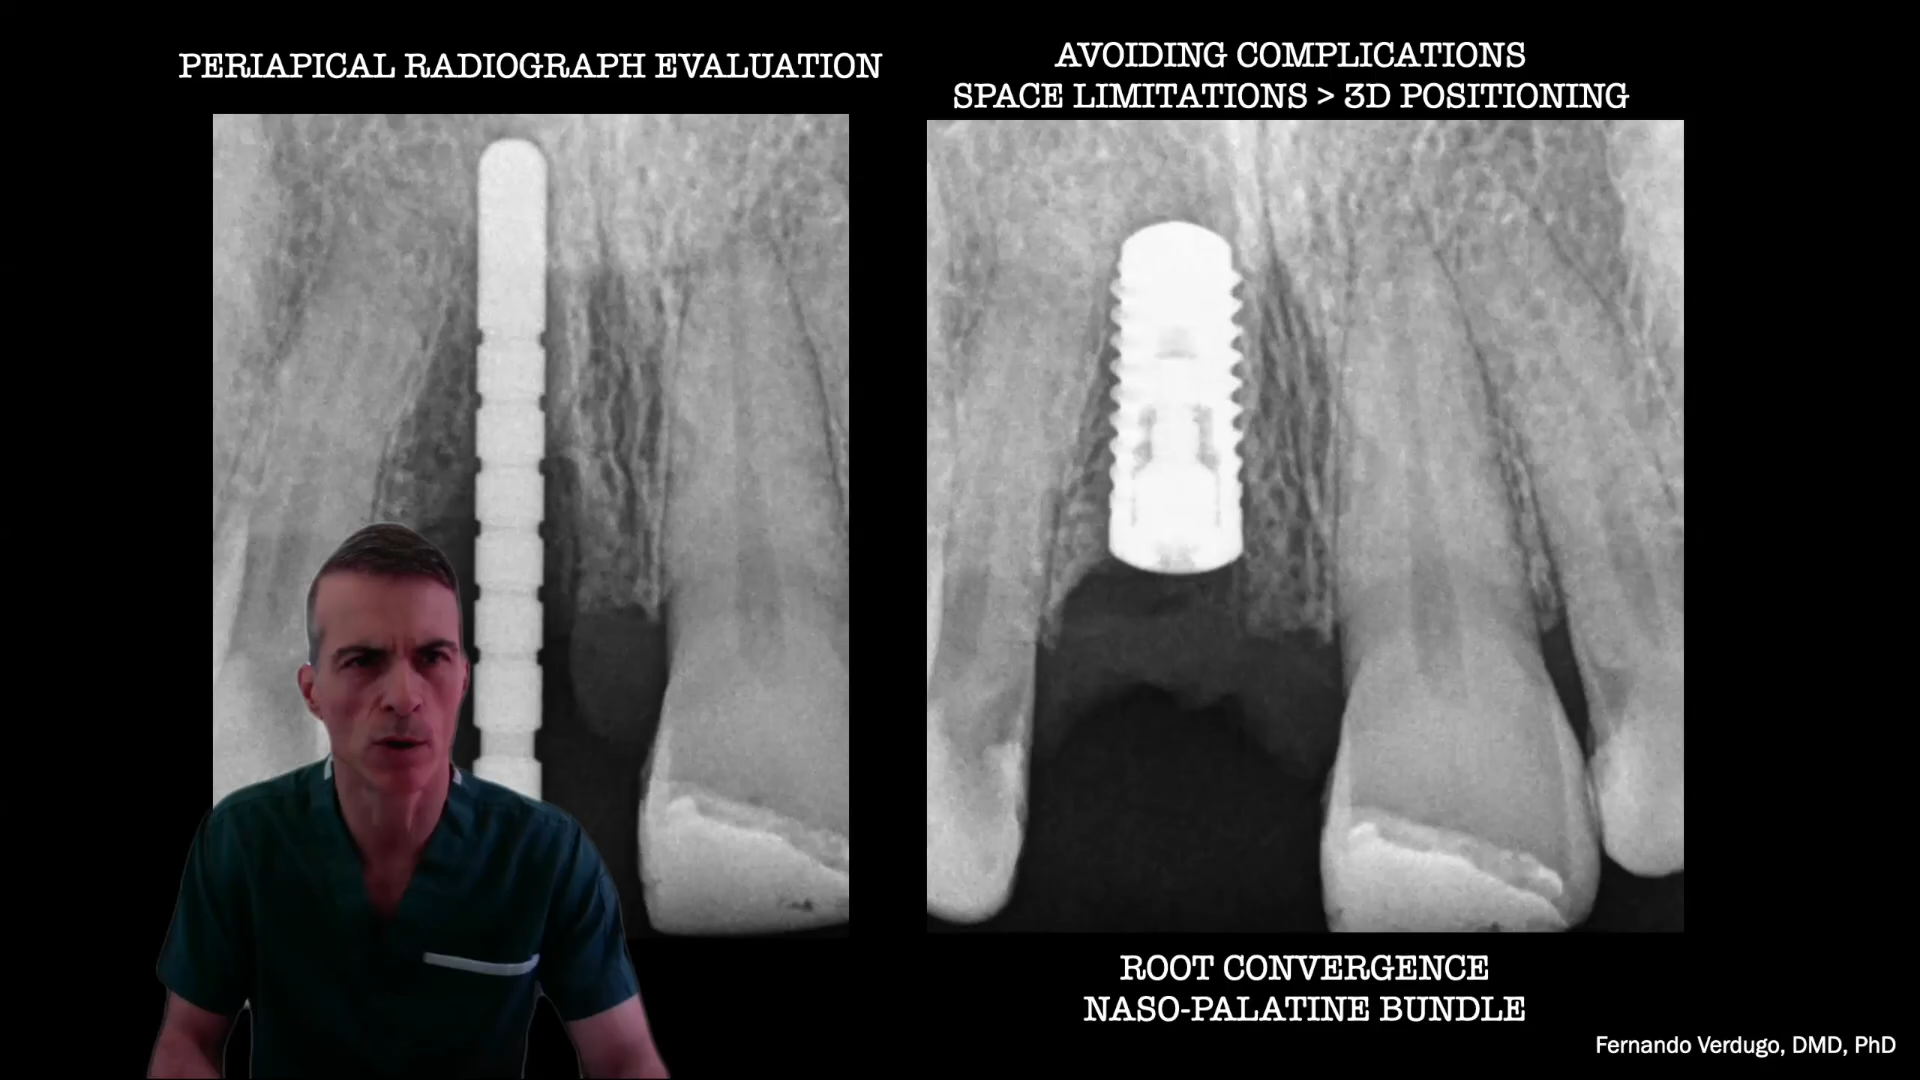 PERIAPICAL RADIOGRAPH EVALUATION
AVOIDING COMPLICATIONS
SPACE LIMITATIONS > 3D POSITIONING
ROOT CONVERGENCE
NASO-PALATINE BUNDLE
Fernando Verdugo, DMD, PhD